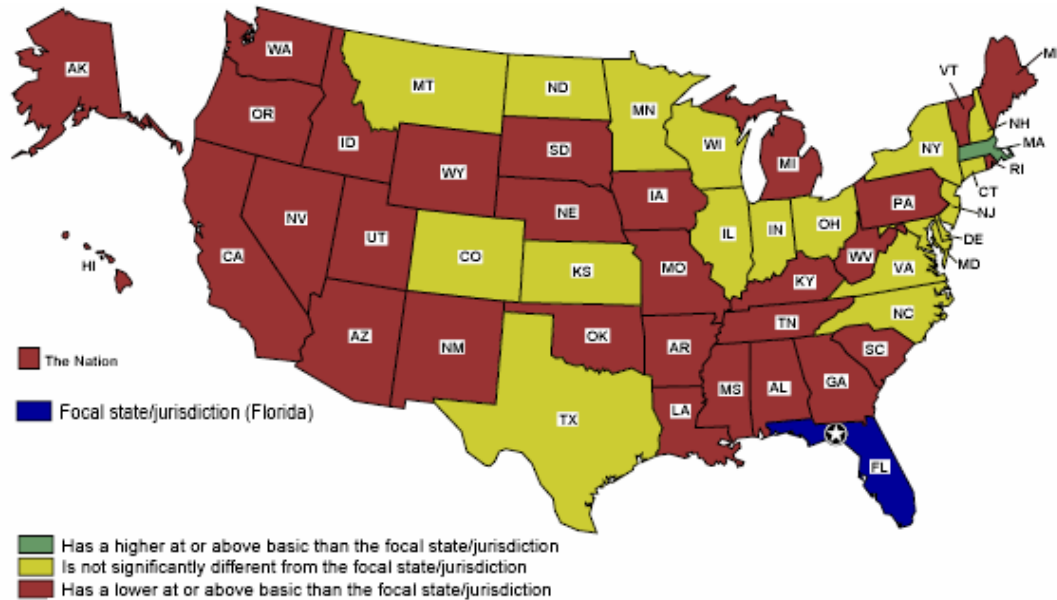 AK
WA
MT
ND
MN
VT
M
OR
ID
SD
WI
NY
NH
MA
MI
RI
WY
CT
IA
PA
NJ
NE
NV
IL
IN
OH
DE
UT
MD
CA
CO
WV
VA
HI
KS
MO
KY
NC
TN
AZ
NM
OK
AR
SC
The Nation
MS
AL
GA
LA
Focal state/jurisdiction (Florida)
TX
FL
Has a higher at or above basic than the focal state/jurisdiction
Is not significantly different from the focal state/jurisdiction
Has a lower at or above basic than the focal state/jurisdiction